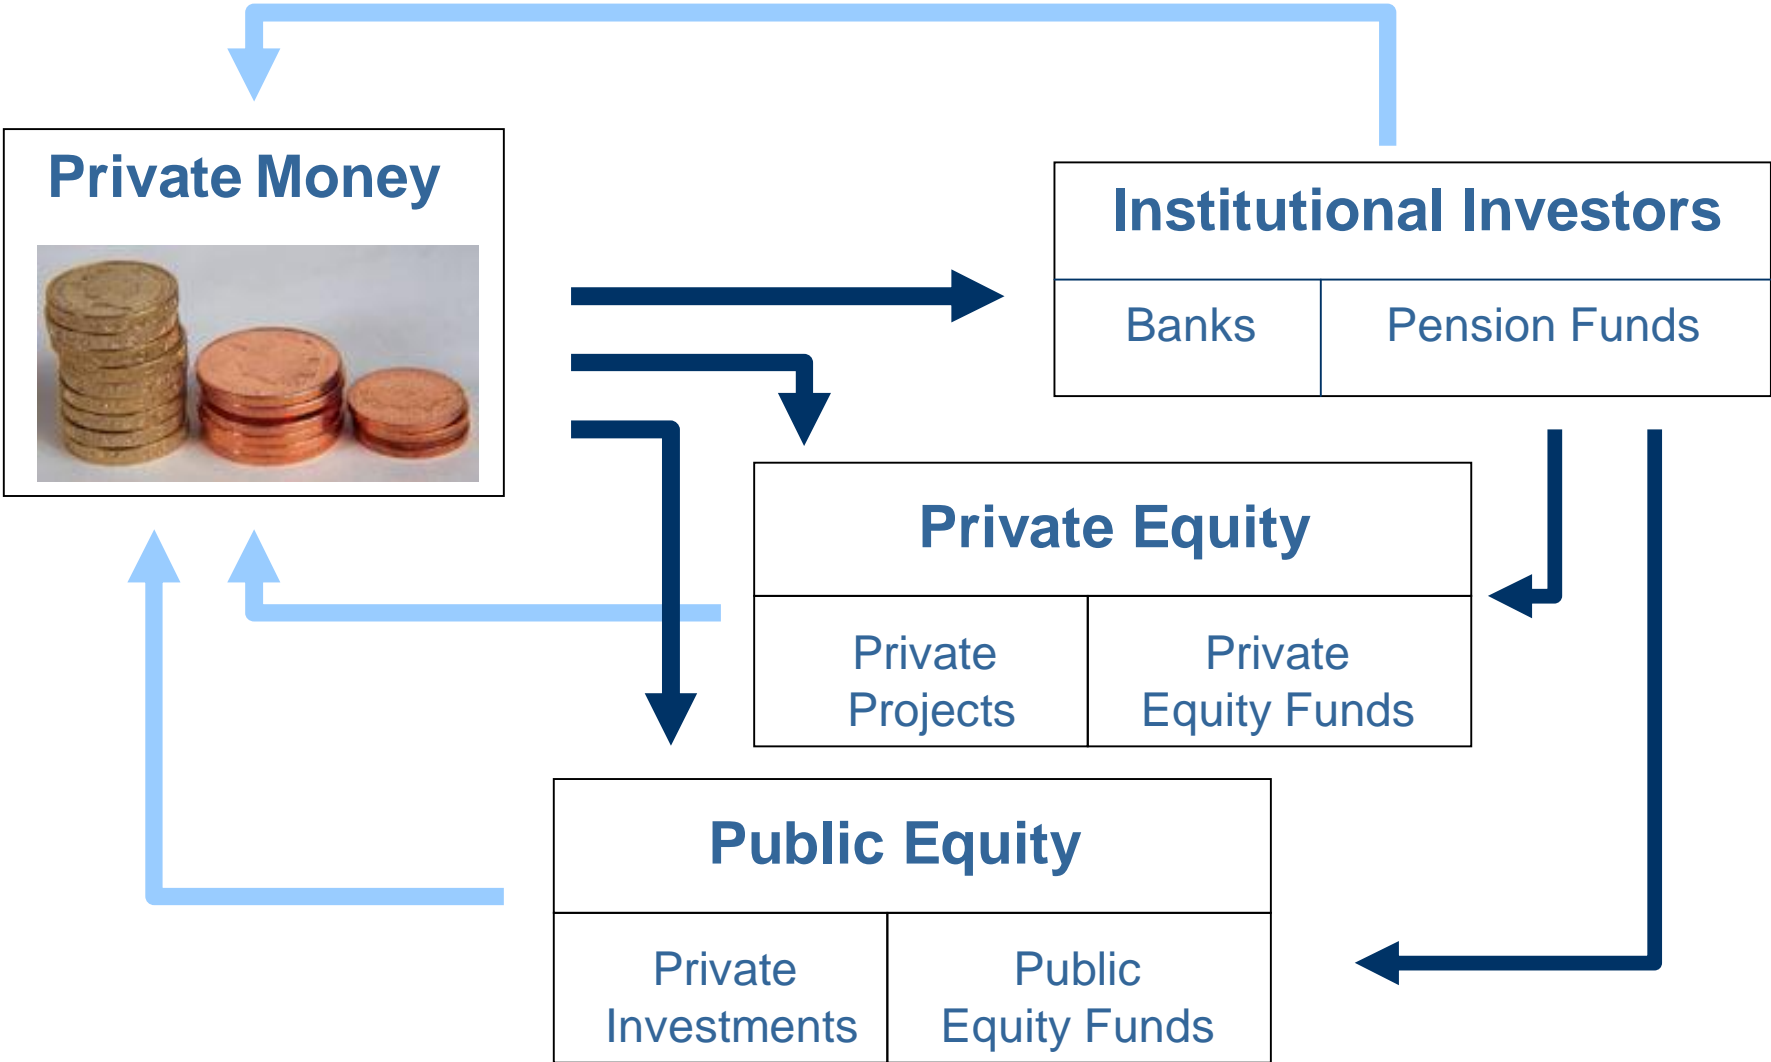 Private Money
Institutional Investors
Banks
Pension Funds
Private Equity
Private
Projects
Private
Equity Funds
Public Equity
Private
Investments
Public
Equity Funds